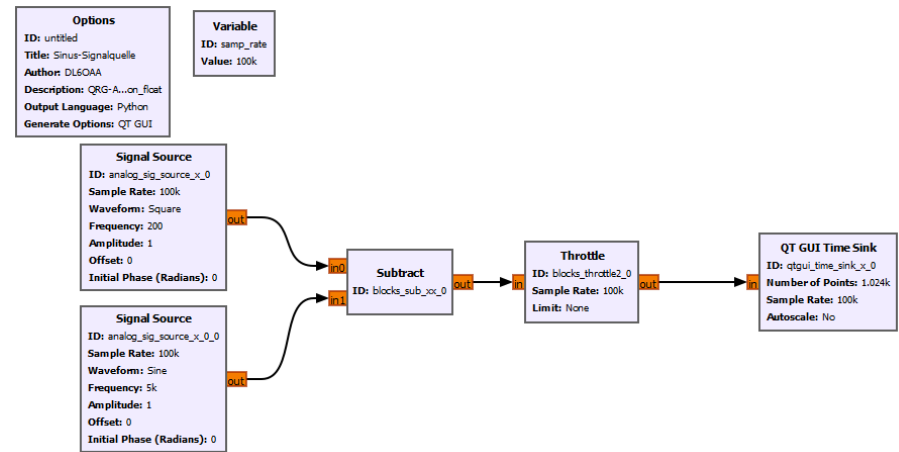 Options
ID: untitled
Title: Sinus-Signalquelle
Author: DL6OAA
Description: QRG-A...on_float
Output Language: Python
Generate Options: QT GUI
Variable
ID: samp_rate
Value: 100k
Signal Source
ID: analog_sig_source_x_0
Sample Rate: 100k
Waveform: Square
Frequency: 200
Amplitude: 1
Offset: 0
Initial Phase (Radians): 0
out
Signal Source
ID: analog_sig_source_x_0_0
Sample Rate: 100k
Waveform: Sine
Frequency: 5k
Amplitude: 1
Offset: 0
Initial Phase (Radians): 0
out
in0
in1
Subtract
ID: blocks_sub_xx_0
out
in
Throttle
ID: blocks_throttle2_0
Sample Rate: 100k
Limit: None
out
in
QT GUI Time Sink
ID: qtgui_time_sink_x_0
Number of Points: 1.024k
Sample Rate: 100k
Autoscale: No